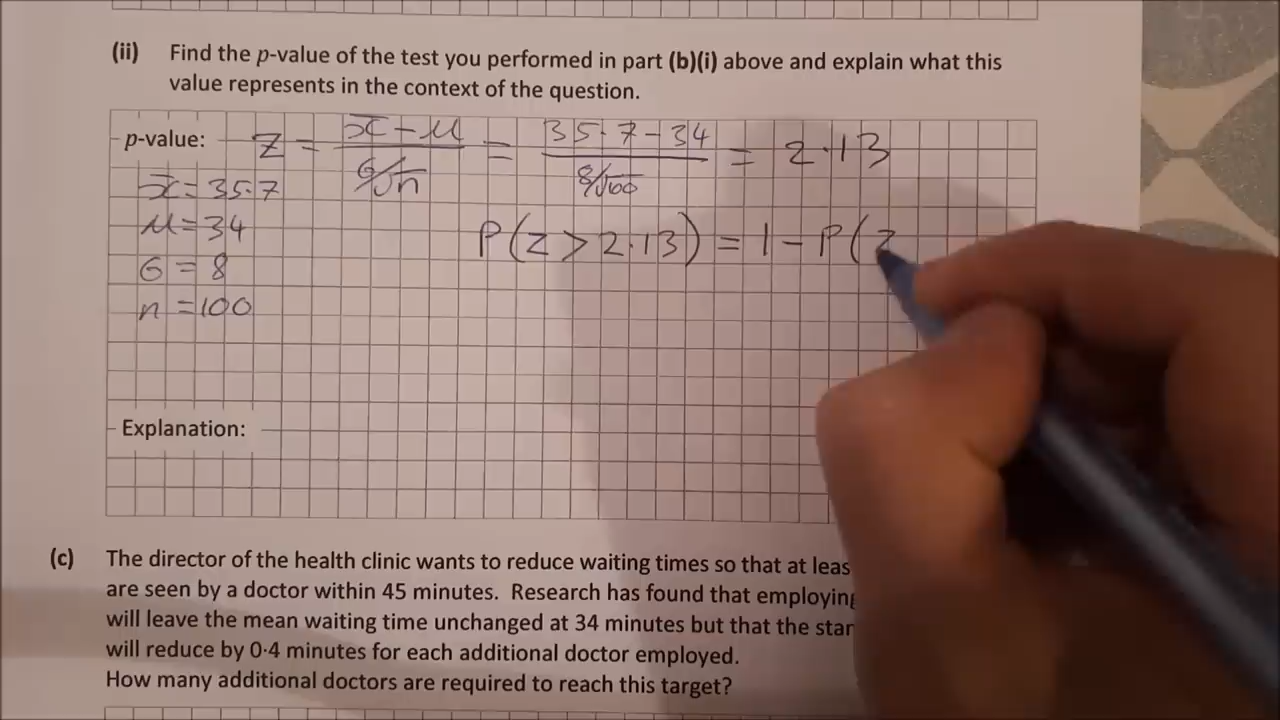 (ii) Find the p-value of the test you performed in part (b)(i) above and explain what this
value represents in the context of the question.
p-value: z = x̄ - μ / σ/√n = 35·7 - 34 / 8/√100 = 2·13
x̄ = 35·7
μ = 34
P(z > 2·13) = 1 - P(z
σ = 8
n = 100
Explanation:
(c) The director of the health clinic wants to reduce waiting times so that at
are seen by a doctor within 45 minutes. Research has found that
will leave the mean waiting time unchanged at 34 minutes but that the
will reduce by 0·4 minutes for each additional doctor employed.
How many additional doctors are required to reach this target?